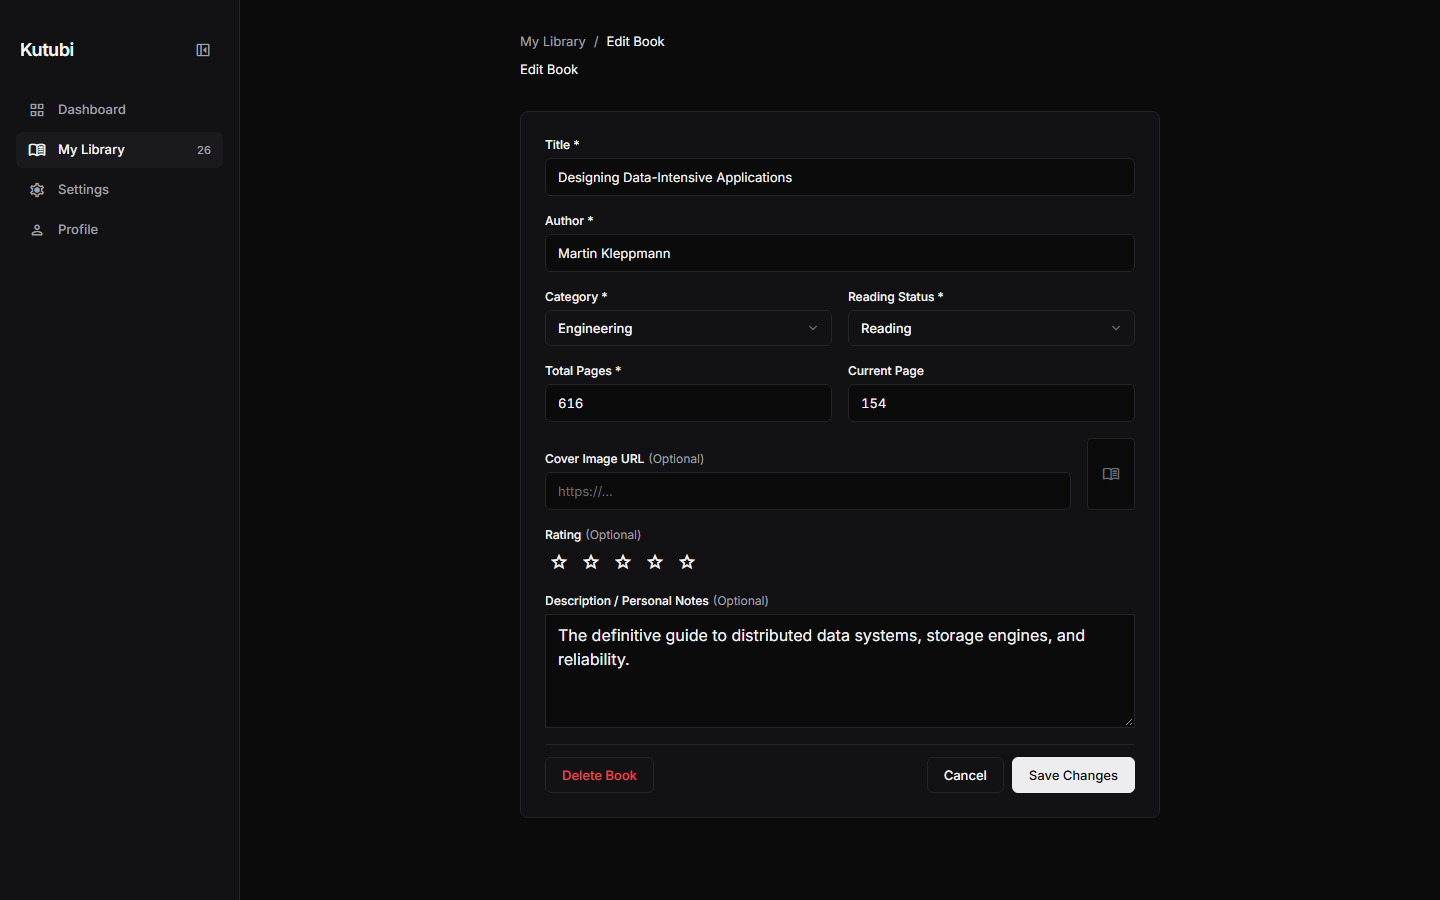 Kutubi
Dashboard
My Library 26
Settings
Profile
My Library / Edit Book
Edit Book
Title *
Designing Data-Intensive Applications
Author *
Martin Kleppmann
Category * Reading Status *
Engineering Reading
Total Pages * Current Page
616 154
Cover Image URL (Optional)
https://...
Rating (Optional)
Description / Personal Notes (Optional)
The definitive guide to distributed data systems, storage engines, and
reliability.
Delete Book Cancel Save Changes